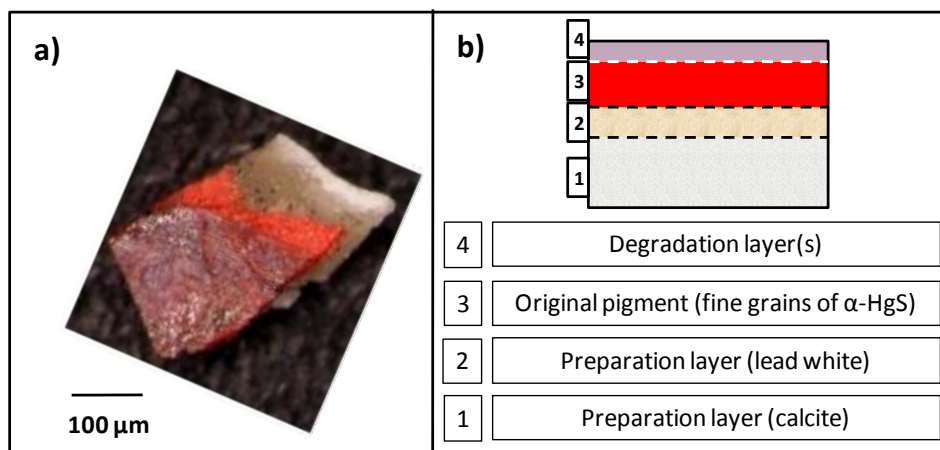 a)
100 µm
b)
4
3
2
1
4 Degradation layer(s)
3 Original pigment (fine grains of α-HgS)
2 Preparation layer (lead white)
1 Preparation layer (calcite)